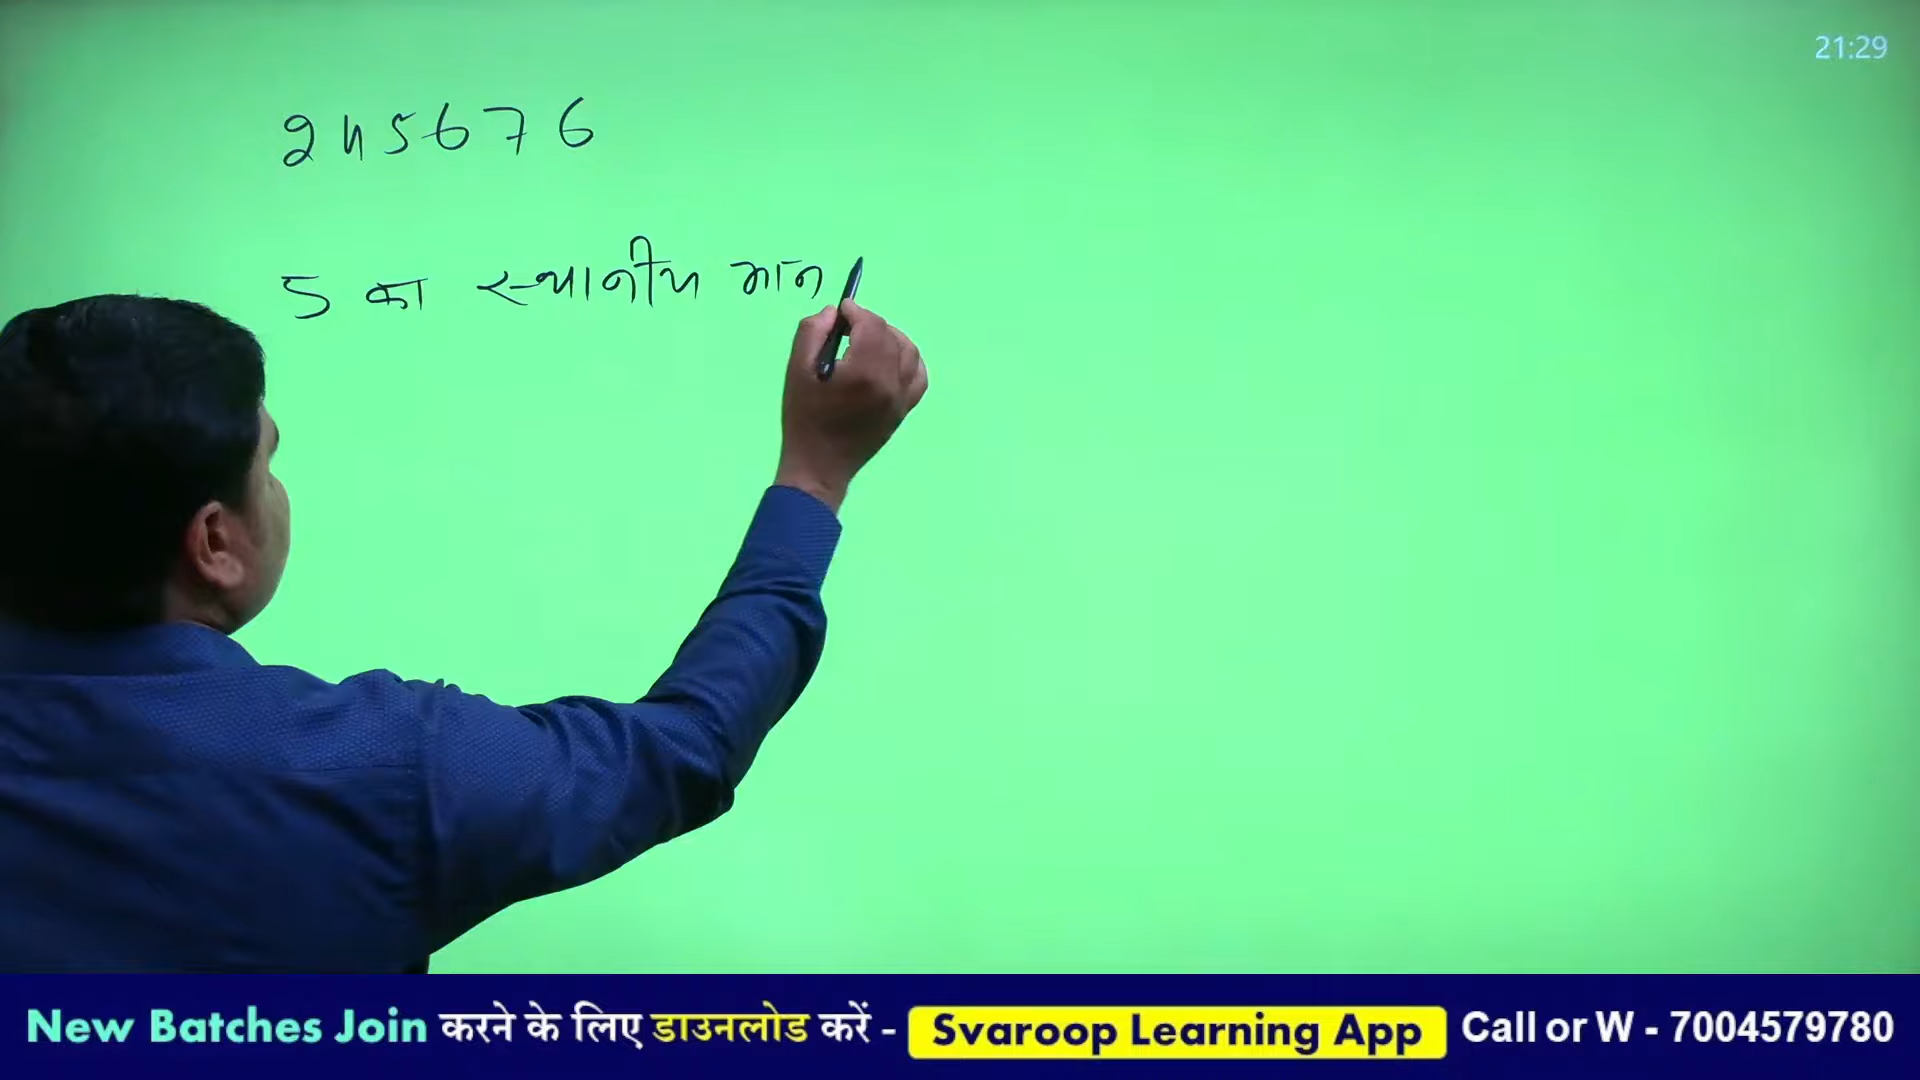 21:29
245676
5 का स्थानीय मान
New Batches Join करने के लिए डाउनलोड करें - Svaroop Learning App Call or W - 7004579780